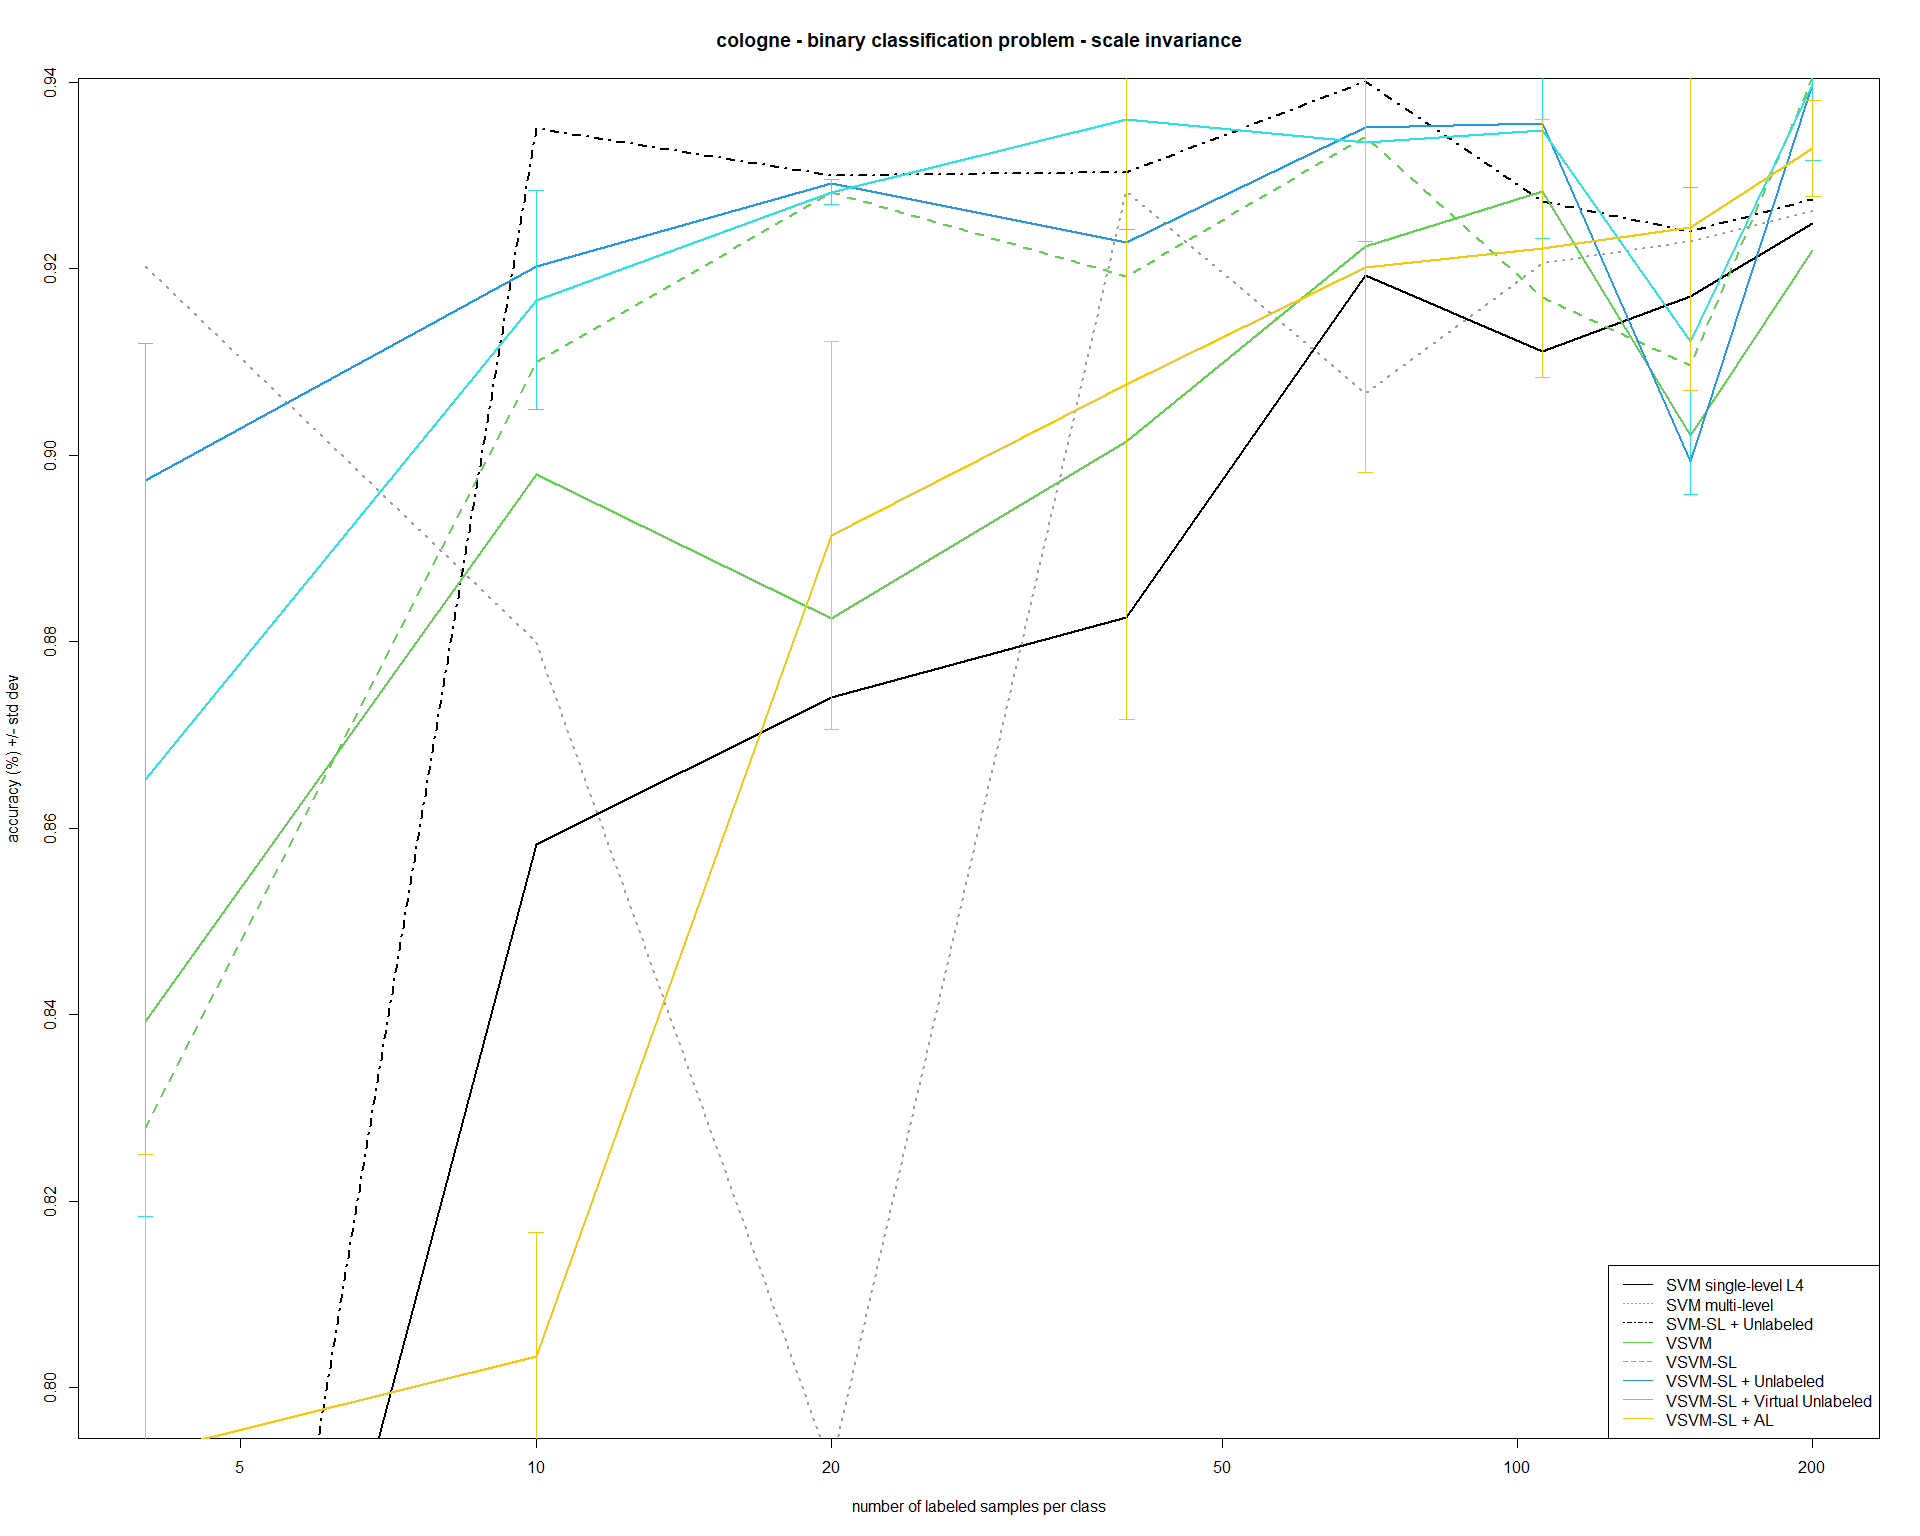 cologne - binary classification problem - scale invariance
accuracy (%) +/- std dev
0.94
0.92
0.90
0.88
0.86
0.84
0.82
0.80
5
10
20
50
100
200
number of labeled samples per class
SVM single-level L4
SVM multi-level
SVM-SL + Unlabeled
VSVM
VSVM-SL
VSVM-SL + Unlabeled
VSVM-SL + Virtual Unlabeled
VSVM-SL + AL